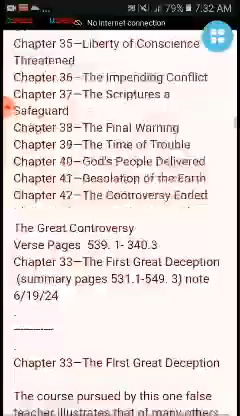 79% 7:32 AM
No Internet connection
Chapter 35—Liberty of Conscience
Threatened
Chapter 36—The Impending Conflict
Chapter 37—The Scriptures a
Safeguard
Chapter 38—The Final Warning
Chapter 39—The Time of Trouble
Chapter 40—God's People Delivered
Chapter 41—Desolation of the Earth
Chapter 42—The Controversy Ended
The Great Controversy
Verse Pages 539. 1- 340.3
Chapter 33—The First Great Deception
(summary pages 531.1-549. 3) note
6/19/24
.
———
.
Chapter 33—The First Great Deception
The course pursued by this one false
teacher illustrates that of many others